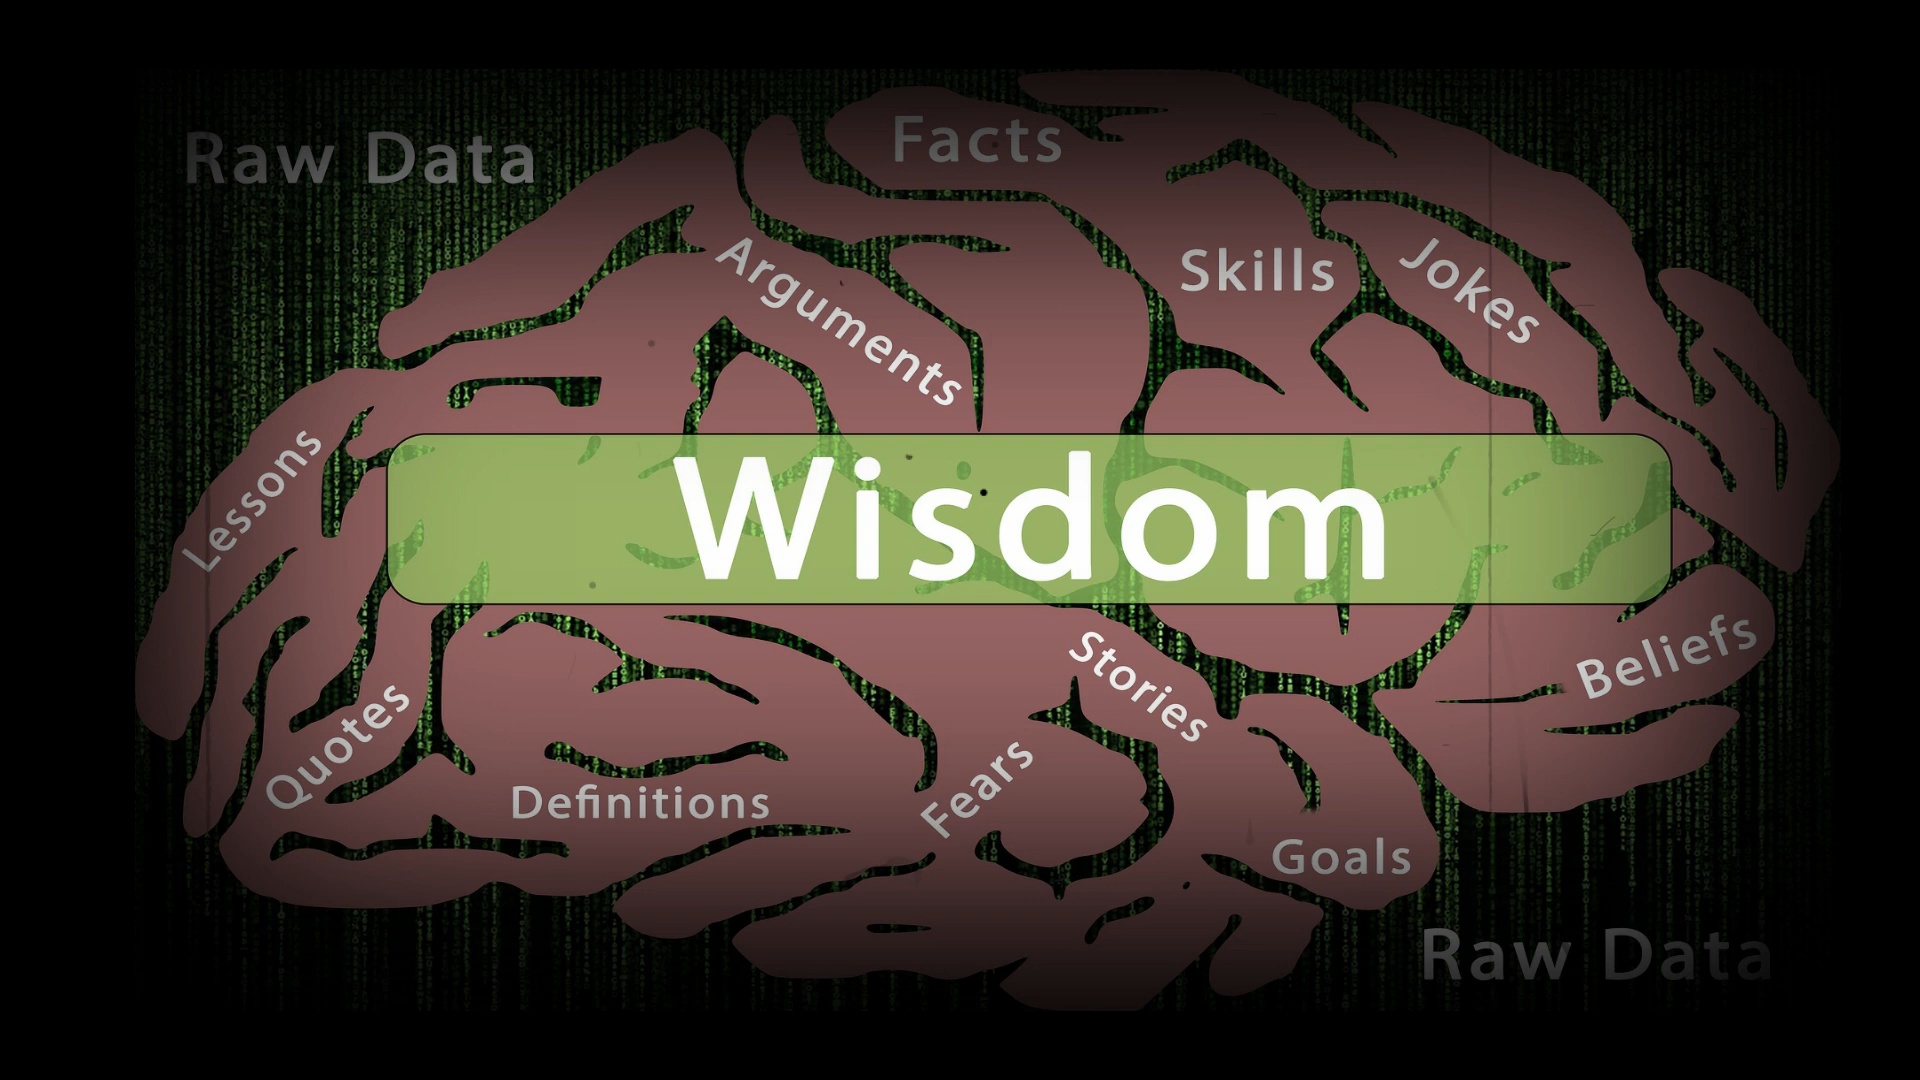 Raw Data
Facts
Arguments
Skills
Jokes
Lessons
Wisdom
Stories
Beliefs
Quotes
Definitions
Fears
Goals
Raw Data